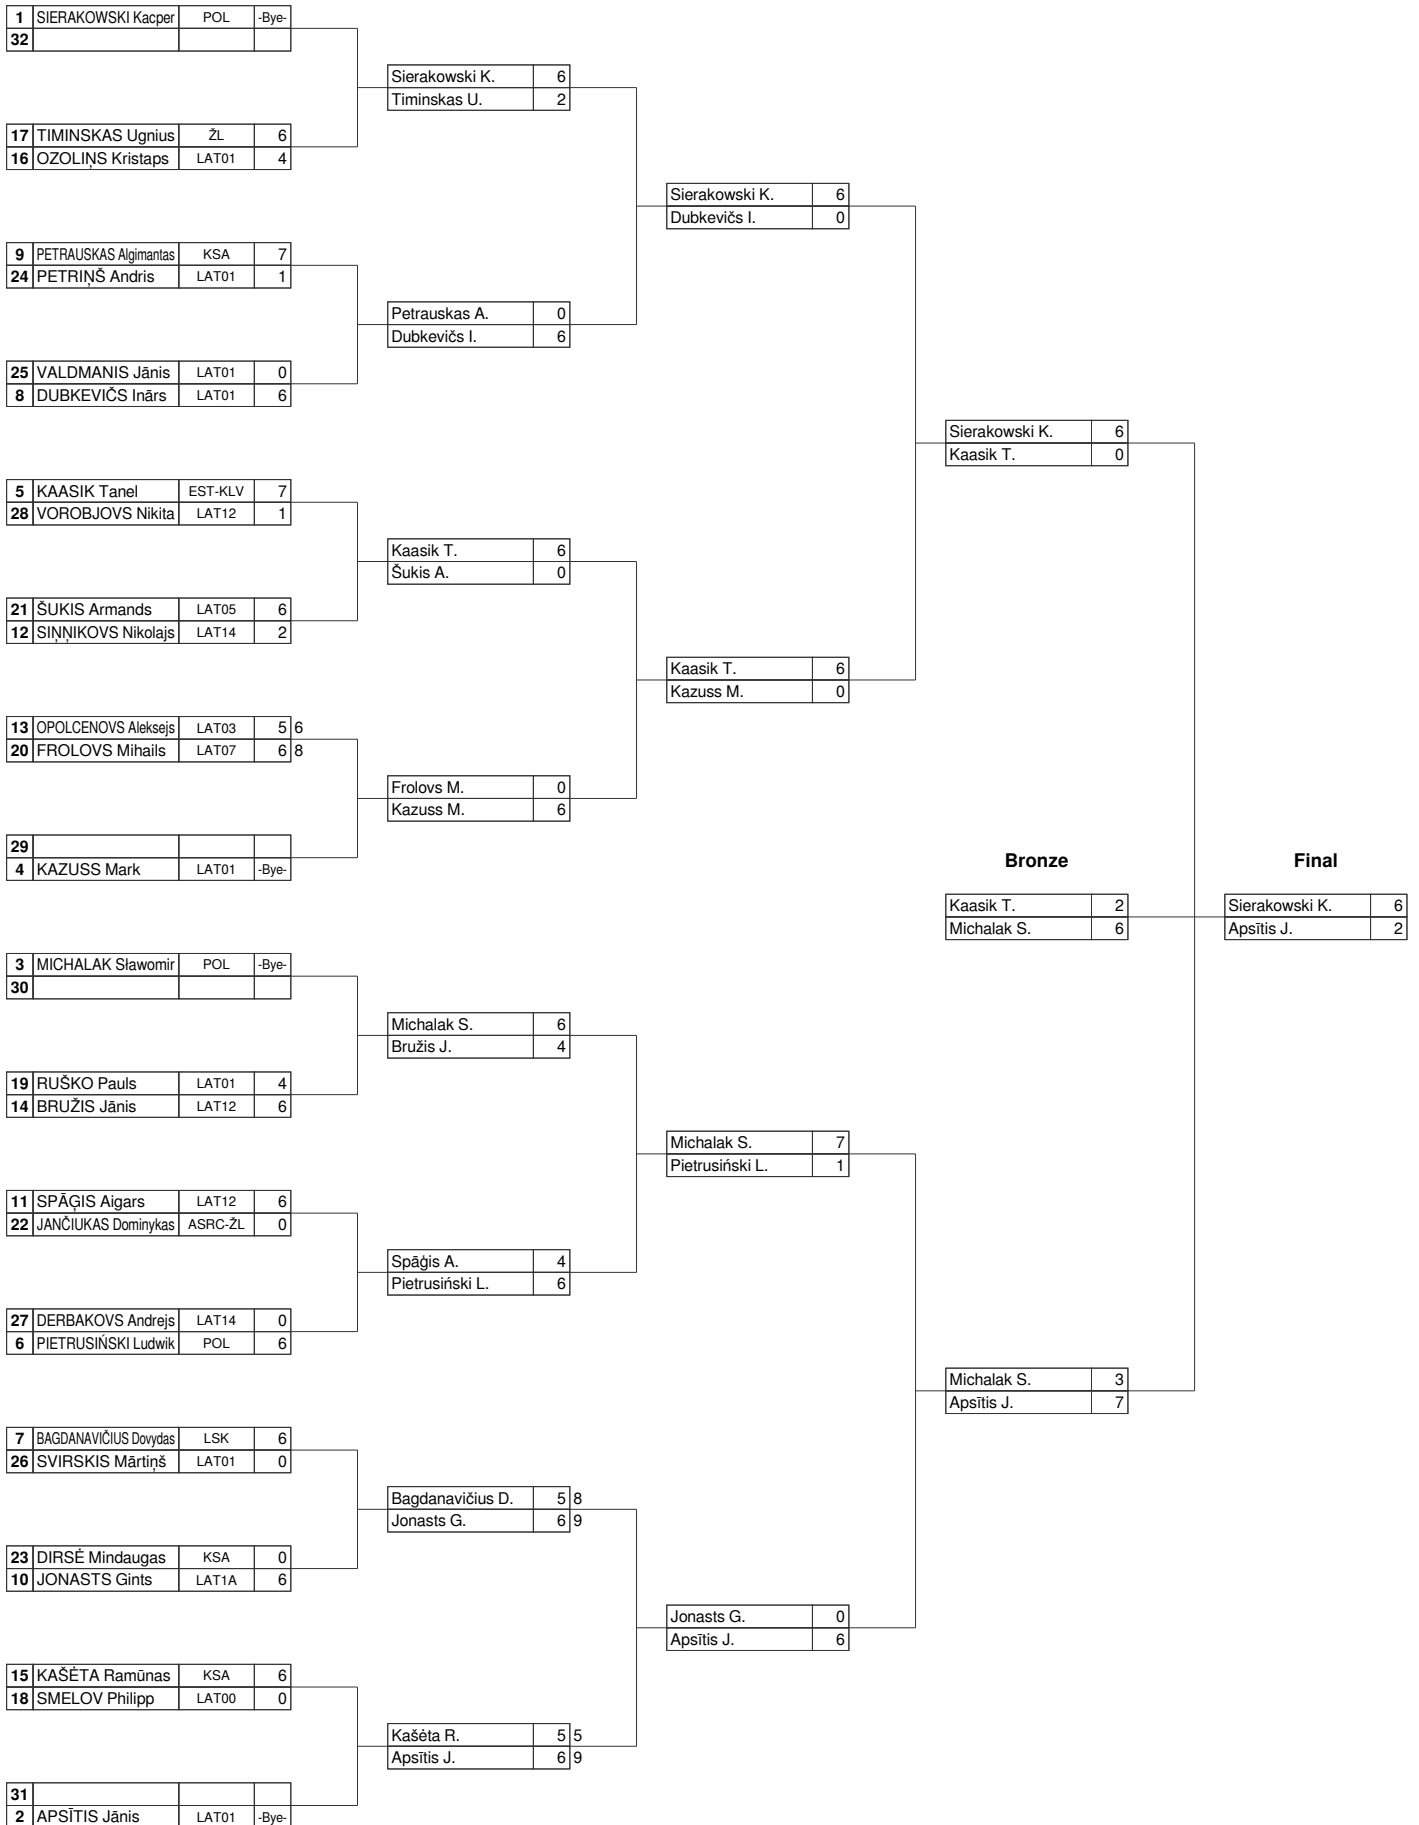 1 SIERAKOWSKI Kacper POL -Bye-
32
Sierakowski K. 6
Timinskas U. 2
17 TIMINSKAS Ugnius ŽL 6
16 OZOLIŅS Kristaps LAT01 4
Sierakowski K. 6
Dubkevičs I. 0
9 PETRAUSKAS Algimantas KSA 7
24 PETRIŅŠ Andris LAT01 1
Petrauskas A. 0
Dubkevičs I. 6
25 VALDMANIS Jānis LAT01 0
8 DUBKEVIČS Inārs LAT01 6
Sierakowski K. 6
Kaasik T. 0
5 KAASIK Tanel EST-KLV 7
28 VOROBJOVS Nikita LAT12 1
Kaasik T. 6
Šukis A. 0
21 ŠUKIS Armands LAT05 6
12 SIŅŅIKOVS Nikolajs LAT14 2
Kaasik T. 6
Kazuss M. 0
13 OPOLCENOVS Aleksejs LAT03 5 6
20 FROLOVS Mihails LAT07 6 8
Frolovs M. 0
Kazuss M. 6
29
4 KAZUSS Mark LAT01 -Bye-
Bronze Final
Kaasik T. 2 Sierakowski K. 6
Michalak S. 6 Apsītis J. 2
3 MICHALAK Sławomir POL -Bye-
30
Michalak S. 6
Bružis J. 4
19 RUŠKO Pauls LAT01 4
14 BRUŽIS Jānis LAT12 6
Michalak S. 7
Pietrusiński L. 1
11 SPĀĢIS Aigars LAT12 6
22 JANČIUKAS Dominykas ASRC-ŽL 0
Spāģis A. 4
Pietrusiński L. 6
27 DERBAKOVS Andrejs LAT14 0
6 PIETRUSIŃSKI Ludwik POL 6
Michalak S. 3
Apsītis J. 7
7 BAGDANAVIČIUS Dovydas LSK 6
26 SVIRSKIS Mārtiņš LAT01 0
Bagdanavičius D. 5 8
Jonasts G. 6 9
23 DIRSĖ Mindaugas KSA 0
10 JONASTS Gints LAT1A 6
Jonasts G. 0
Apsītis J. 6
15 KAŠĖTA Ramūnas KSA 6
18 SMELOV Philipp LAT00 0
Kašėta R. 5 5
Apsītis J. 6 9
31
2 APSĪTIS Jānis LAT01 -Bye-